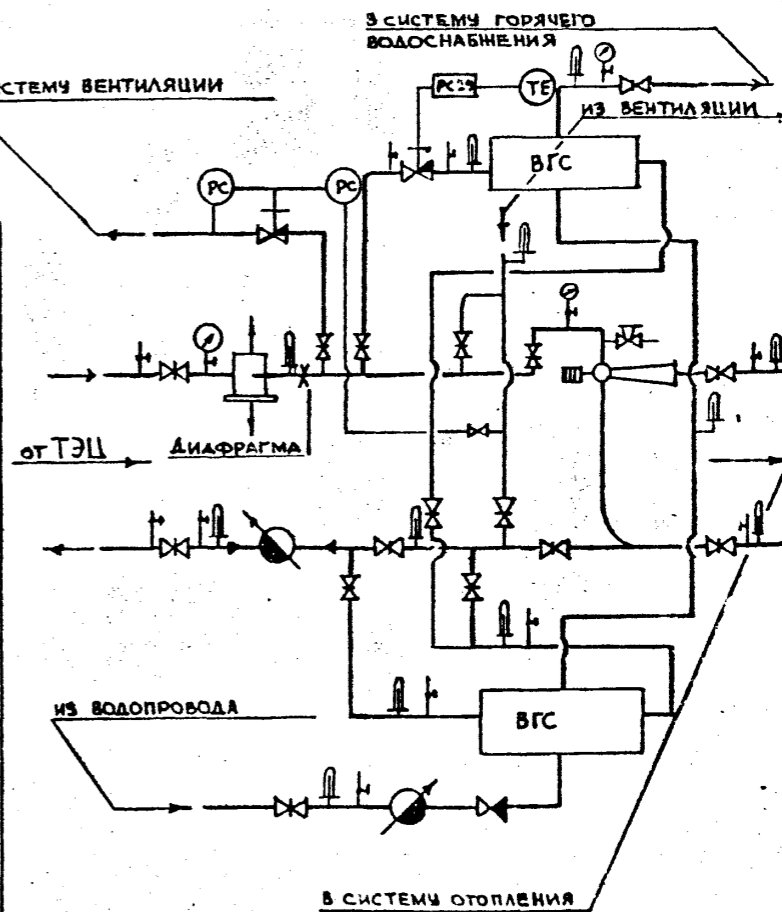 В СИСТЕМУ ГОРЯЧЕГО
ВОДОСНАБЖЕНИЯ
СТЕМУ ВЕНТИЛЯЦИИ
ТЕ
ИЗ ВЕНТИЛЯЦИИ
ВГС
РС
РС
от ТЭЦ
ДИАФРАГМА
ИЗ ВОДОПРОВОДА
ВГС
В СИСТЕМУ ОТОПЛЕНИЯ